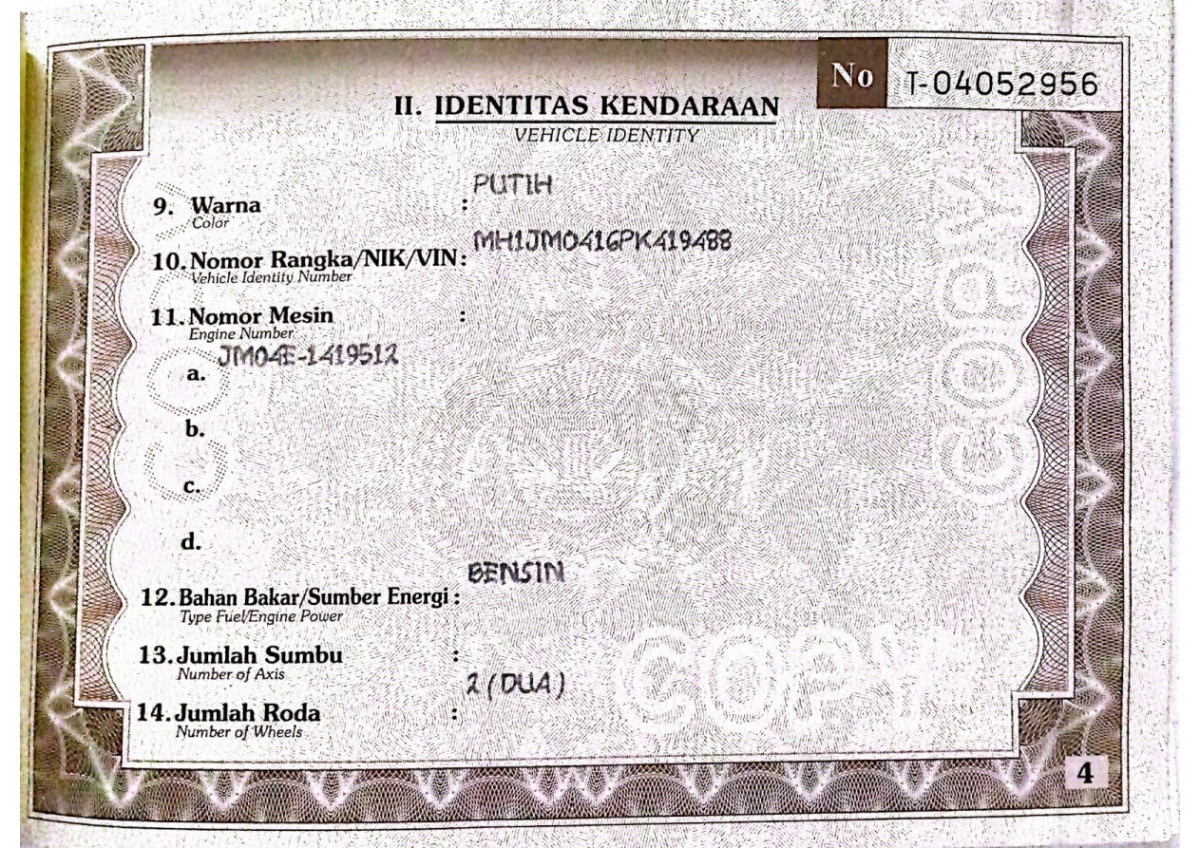 No T-04052956
II. IDENTITAS KENDARAAN
VEHICLE IDENTITY
PUTIH
9. Warna :
Color
MH1JM0416PK419488
10. Nomor Rangka/NIK/VIN:
Vehicle Identity Number
11. Nomor Mesin :
Engine Number
JM04E-1419512
a.
b.
c.
d.
BENSIN
12. Bahan Bakar/Sumber Energi :
Type Fuel/Engine Power
13. Jumlah Sumbu :
Number of Axis
2 (DUA)
14. Jumlah Roda :
Number of Wheels
COPY
COPY
4